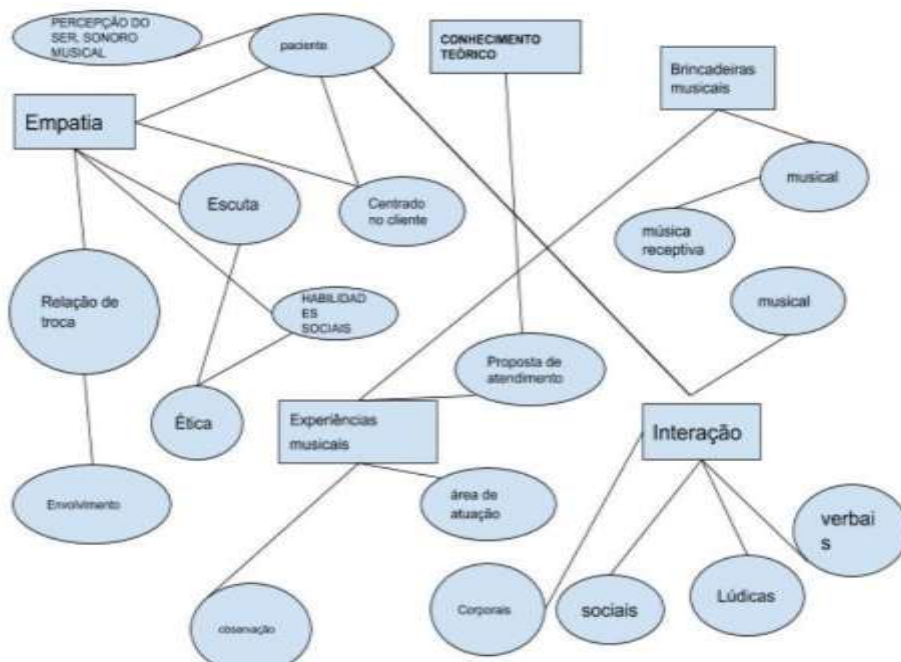 PERCEPÇÃO DO
SER, SONORO
MUSICAL
paciente
CONHECIMENTO
TEÓRICO
Brincadeiras
musicais
Empatia
Escuta
Centrado
no cliente
musical
música
receptiva
Relação de
troca
HABILIDAD
ES
SOCIAIS
musical
Proposta de
atendimento
Ética
Experiências
musicais
Interação
Envolvimento
área de
atuação
verbai
s
Corporais
sociais
Lúdicas
observação